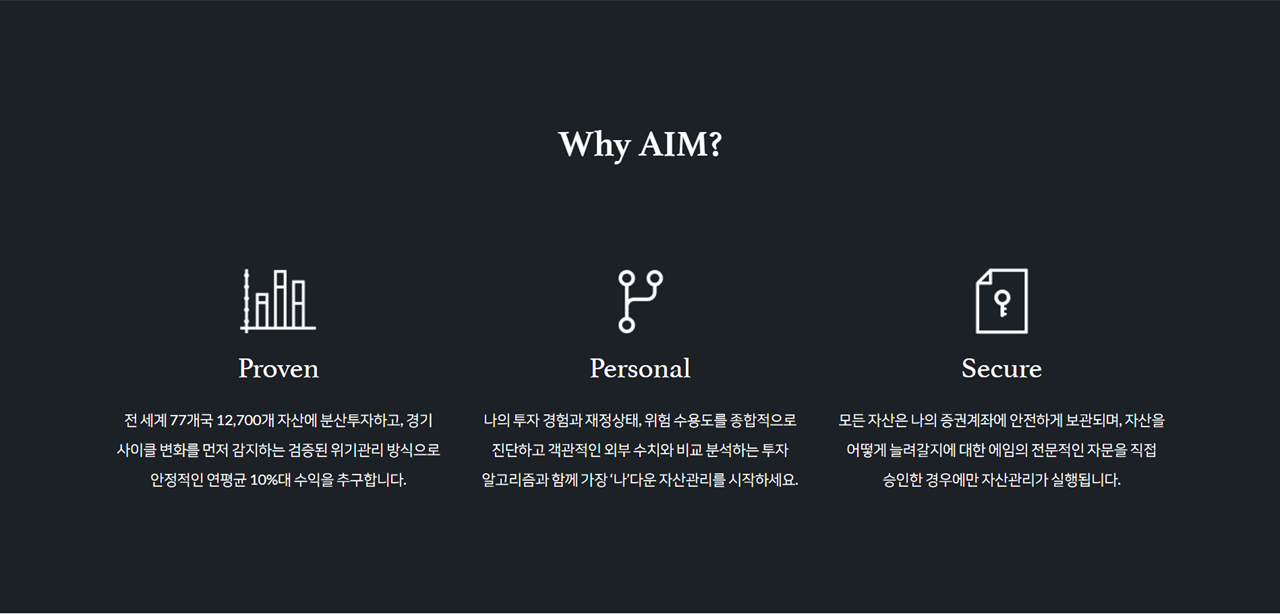 Why AIM?
Proven
전 세계 77개국 12,700개 자산에 분산투자하고, 경기
사이클 변화를 먼저 감지하는 검증된 위기관리 방식으로
안정적인 연평균 10%대 수익을 추구합니다.
Personal
나의 투자 경험과 재정상태, 위험 수용도를 종합적으로
진단하고 객관적인 외부 수치와 비교 분석하는 투자
알고리즘과 함께 가장 ‘나’다운 자산관리를 시작하세요.
Secure
모든 자산은 나의 증권계좌에 안전하게 보관되며, 자산을
어떻게 늘려갈지에 대한 에임의 전문적인 자문을 직접
승인한 경우에만 자산관리가 실행됩니다.